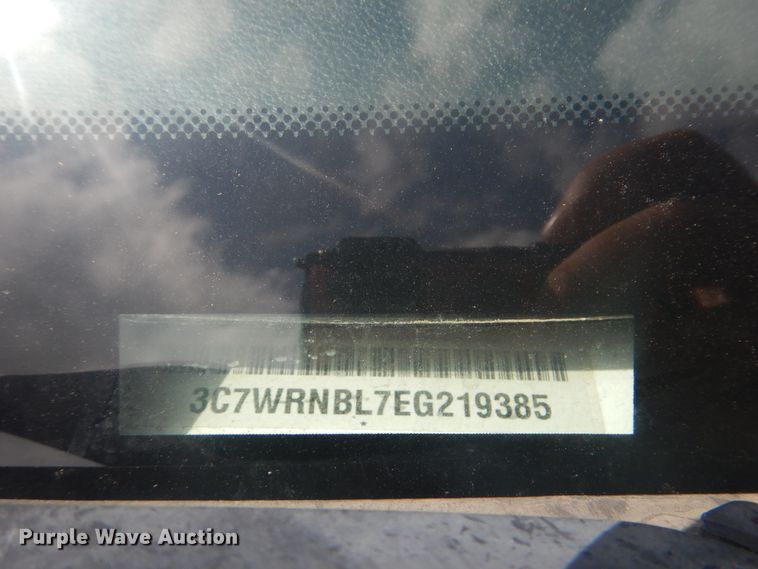 3C7WRNBL7EG219385
Purple Wave Auction